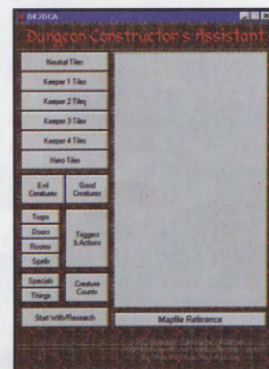 DK2DCA
Dungeon Constructor's Assistant
Neutral Tiles
Keeper 1 Tiles
Keeper 2 Tiles
Keeper 3 Tiles
Keeper 4 Tiles
Hero Tiles
Evil Creatures
Good Creatures
Traps
Doors
Rooms
Spells
Triggers & Actions
Specials
Things
Creature Counts
Start With/Research
Mapfile Reference